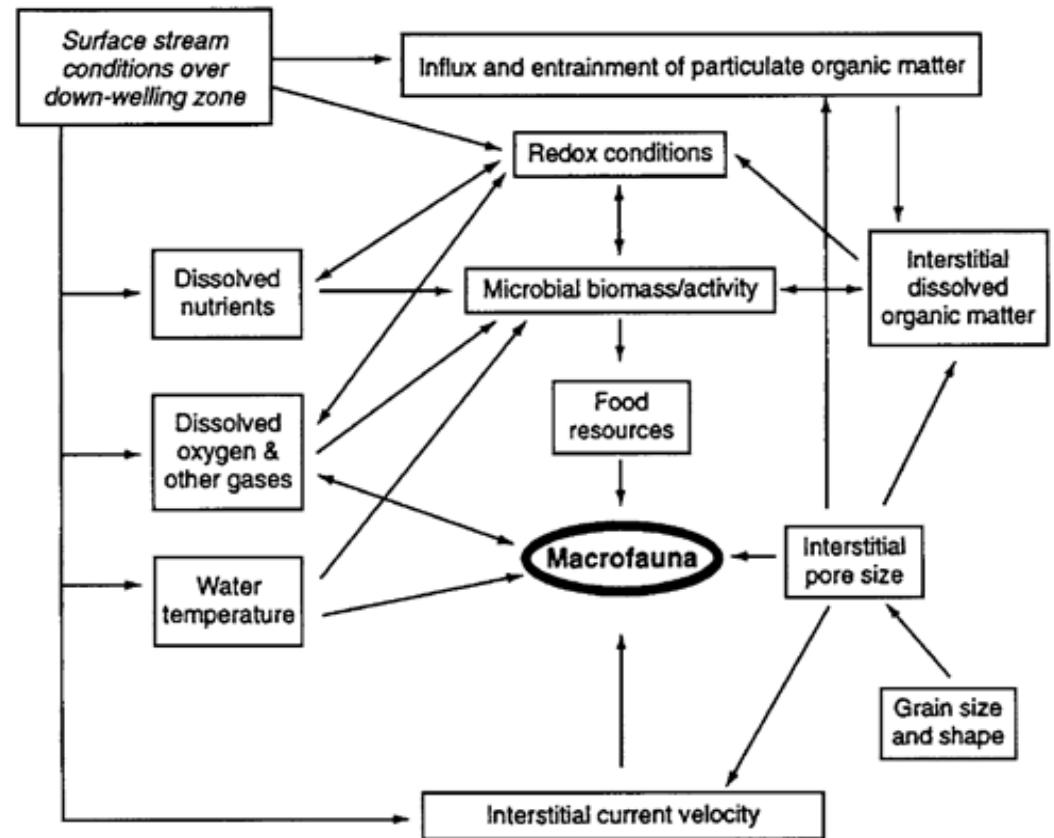 Surface stream
conditions over
down-welling zone
Influx and entrainment of particulate organic matter
Redox conditions
Dissolved
nutrients
Microbial biomass/activity
Interstitial
dissolved
organic matter
Dissolved
oxygen &
other gases
Food
resources
Macrofauna
Interstitial
pore size
Water
temperature
Grain size
and shape
Interstitial current velocity